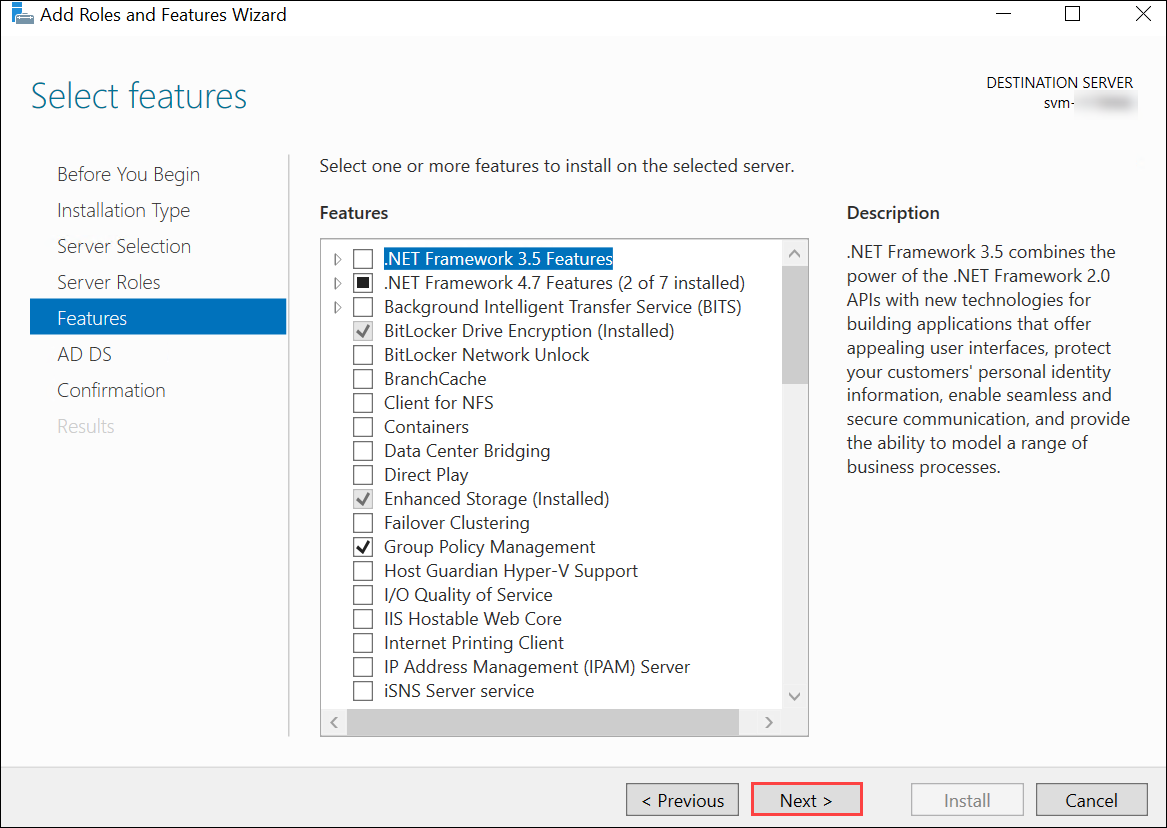 Add Roles and Features Wizard
Select features
DESTINATION SERVER
svm-
Before You Begin
Installation Type
Server Selection
Server Roles
Features
AD DS
Confirmation
Results
Select one or more features to install on the selected server.
Features
.NET Framework 3.5 Features
.NET Framework 4.7 Features (2 of 7 installed)
Background Intelligent Transfer Service (BITS)
BitLocker Drive Encryption (Installed)
BitLocker Network Unlock
BranchCache
Client for NFS
Containers
Data Center Bridging
Direct Play
Enhanced Storage (Installed)
Failover Clustering
Group Policy Management
Host Guardian Hyper-V Support
I/O Quality of Service
IIS Hostable Web Core
Internet Printing Client
IP Address Management (IPAM) Server
iSNS Server service
Description
.NET Framework 3.5 combines the
power of the .NET Framework 2.0
APIs with new technologies for
building applications that offer
appealing user interfaces, protect
your customers' personal identity
information, enable seamless and
secure communication, and provide
the ability to model a range of
business processes.
< Previous
Next >
Install
Cancel